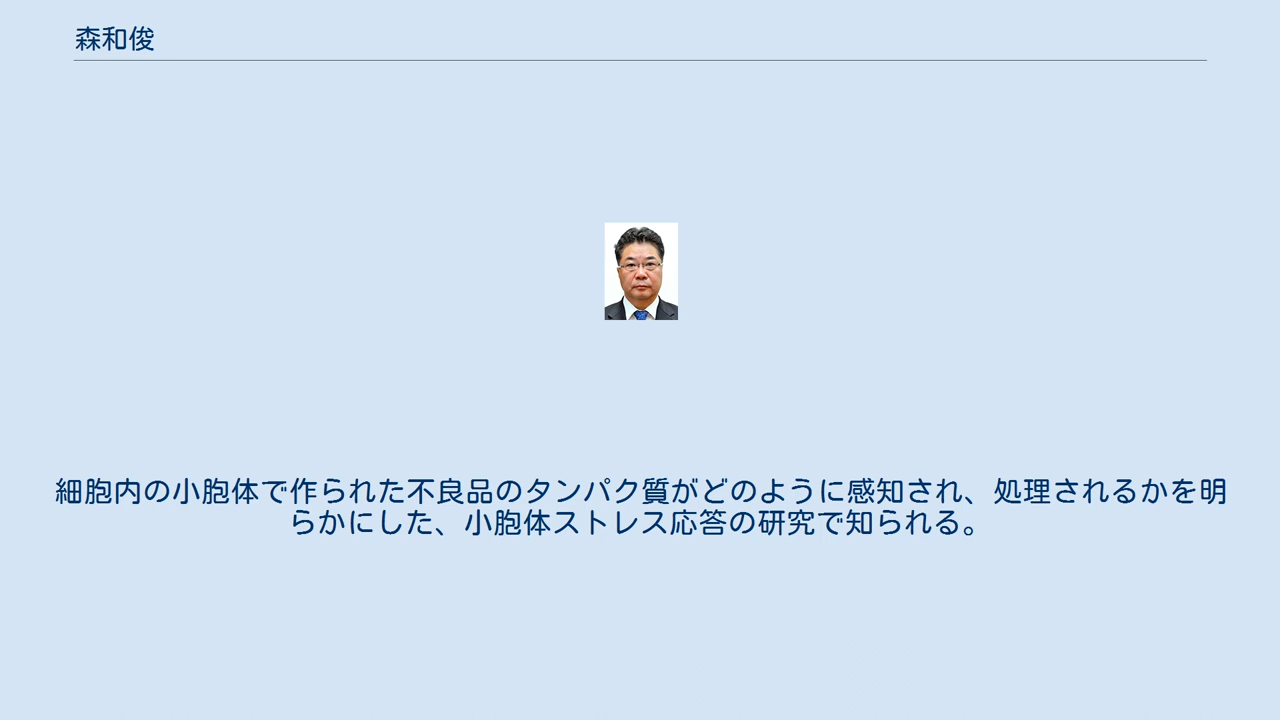 森和俊
細胞内の小胞体で作られた不良品のタンパク質がどのように感知され、処理されるかを明
らかにした、小胞体ストレス応答の研究で知られる。